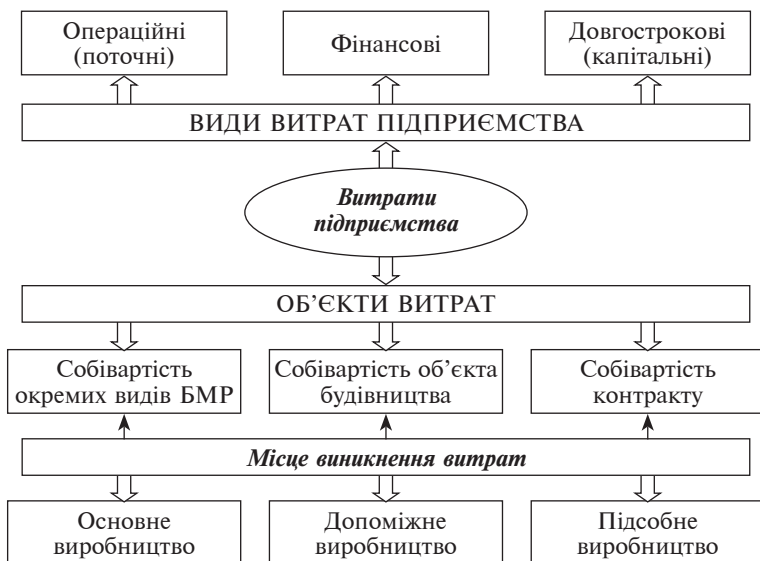 Операційні
(поточні)
Фінансові
Довгострокові
(капітальні)
ВИДИ ВИТРАТ ПІДПРИЄМСТВА
Витрати
підприємства
ОБ’ЄКТИ ВИТРАТ
Собівартість
окремих видів БМР
Собівартість об’єкта
будівництва
Собівартість
контракту
Місце виникнення витрат
Основне
виробництво
Допоміжне
виробництво
Підсобне
виробництво